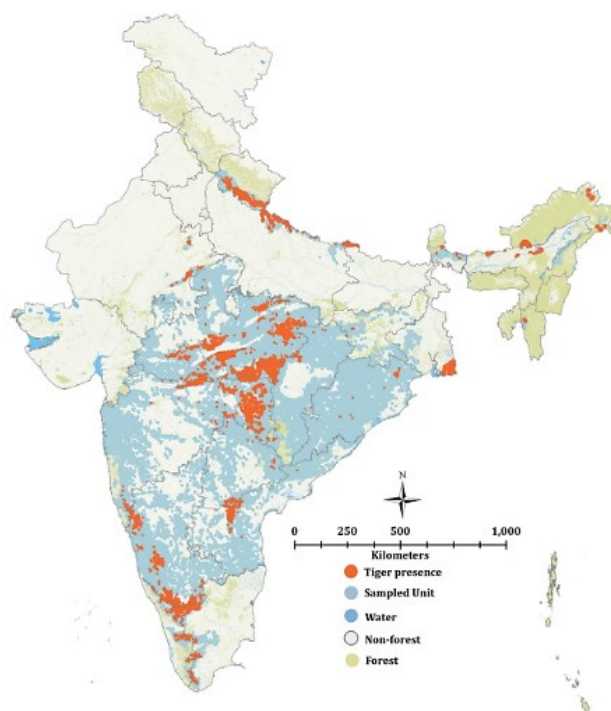 N
0 250 500 1,000
Kilometers
Tiger presence
Sampled Unit
Water
Non-forest
Forest